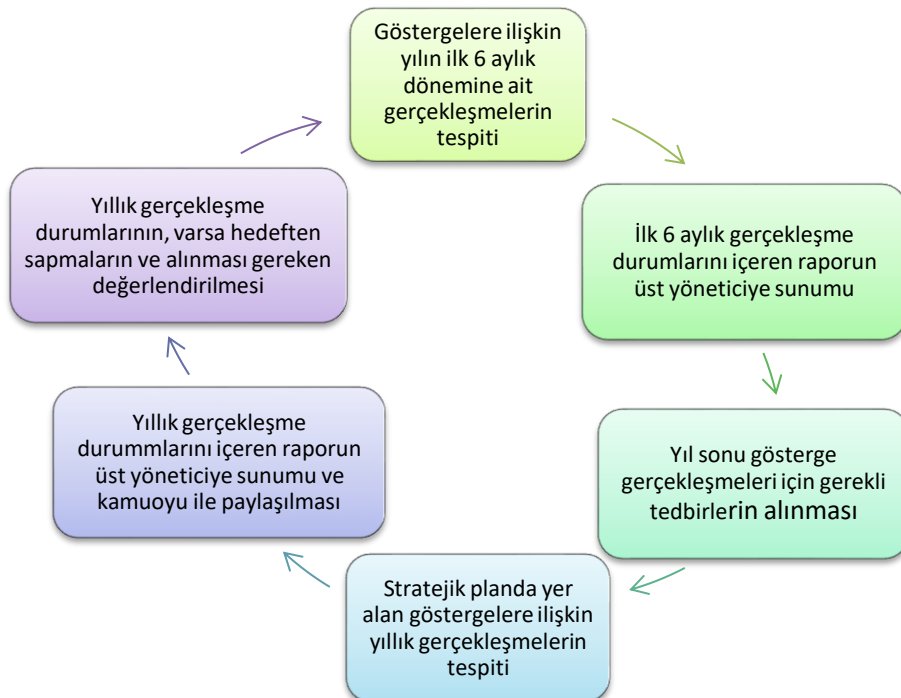 Göstergelere ilişkin
yılın ilk 6 aylık
dönemine ait
gerçekleşmelerin
tespiti
İlk 6 aylık gerçekleşme
durumlarını içeren raporun
üst yöneticiye sunumu
Yıl sonu gösterge
gerçekleşmeleri için gerekli
tedbirlerin alınması
Stratejik planda yer
alan göstergelere ilişkin
yıllık gerçekleşmelerin
tespiti
Yıllık gerçekleşme
durummlarını içeren raporun
üst yöneticiye sunumu ve
kamuoyu ile paylaşılması
Yıllık gerçekleşme
durumlarının, varsa hedeften
sapmaların ve alınması gereken
değerlendirilmesi